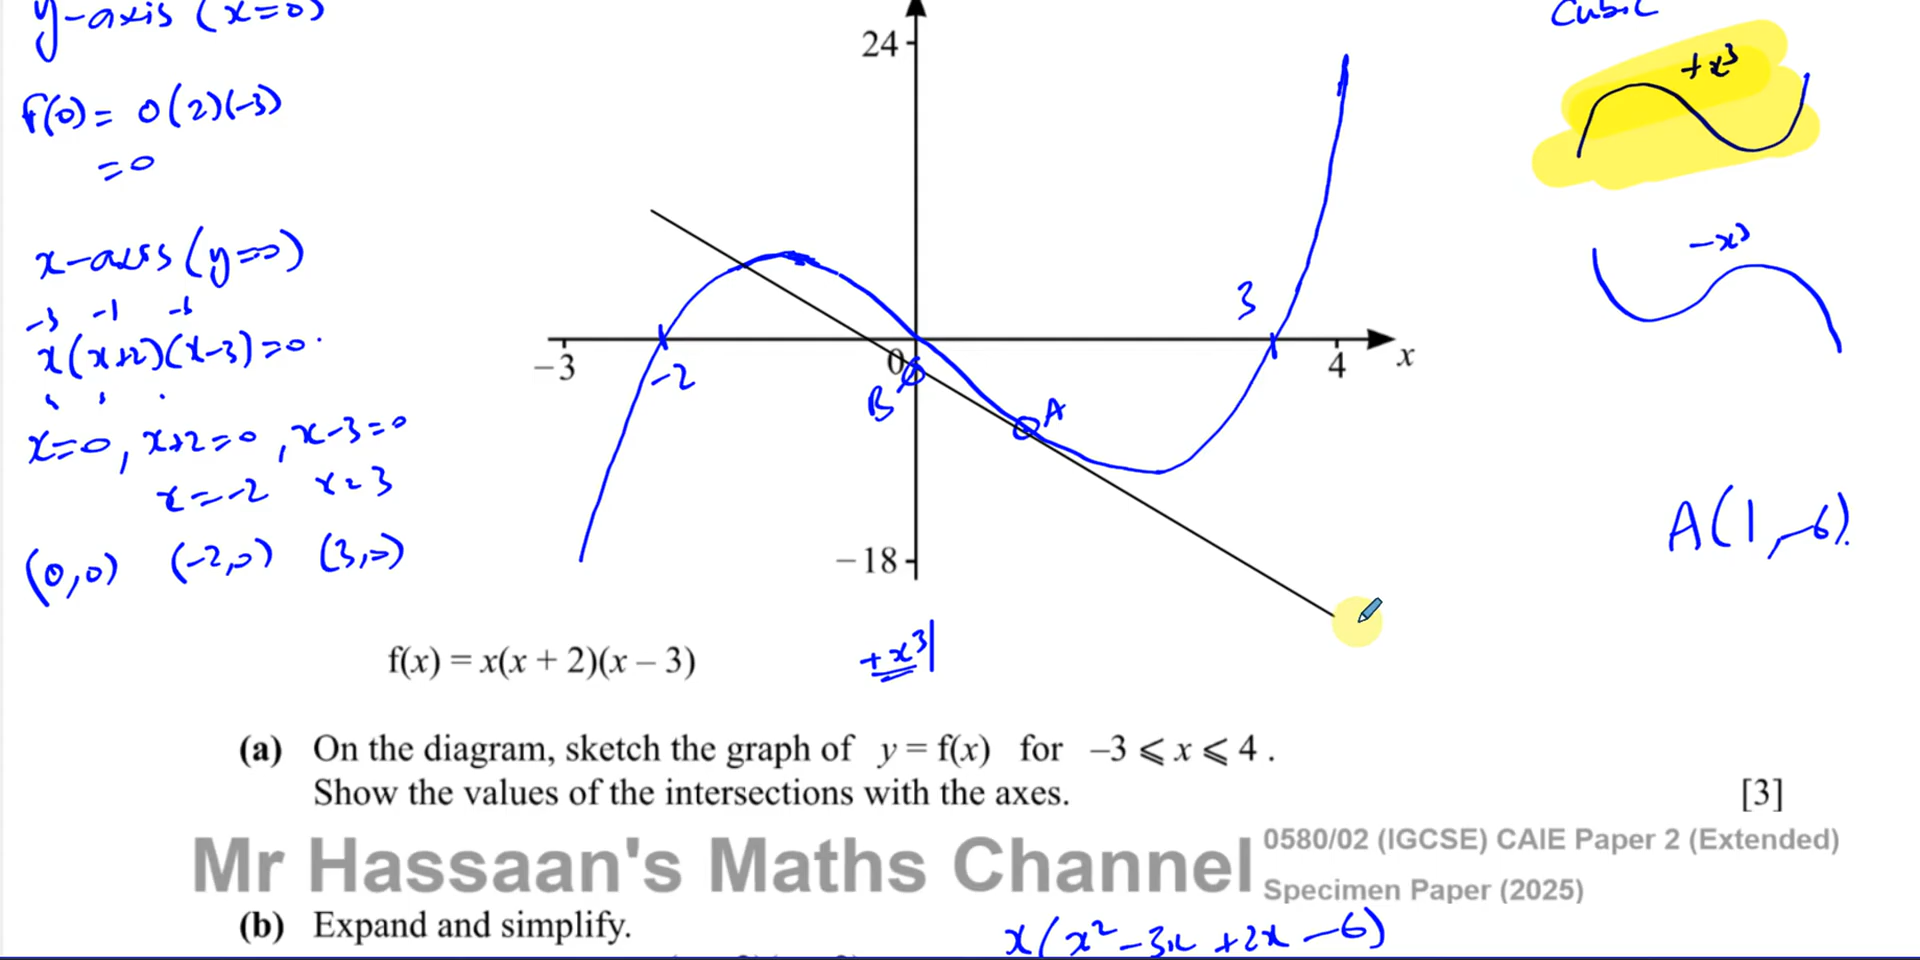 y-axis (x=0)
f(0)= 0(2)(-3)
=0
x-axis (y=0)
-3 -1 -6
x(x+2)(x-3)=0
x=0, x+2=0, x-3=0
x=-2 x=3
(0,0) (-2,0) (3,0)
24
-3
-2
0
B
A
3
4
x
-18
Cubic
+x³
-x³
A(1,-6)
f(x) = x(x + 2)(x – 3)
+x³
(a) On the diagram, sketch the graph of y = f(x) for –3 ⩽ x ⩽ 4 .
Show the values of the intersections with the axes.
[3]
Mr Hassaan's Maths Channel
0580/02 (IGCSE) CAIE Paper 2 (Extended)
Specimen Paper (2025)
(b) Expand and simplify.
x(x²-3x+2x-6)